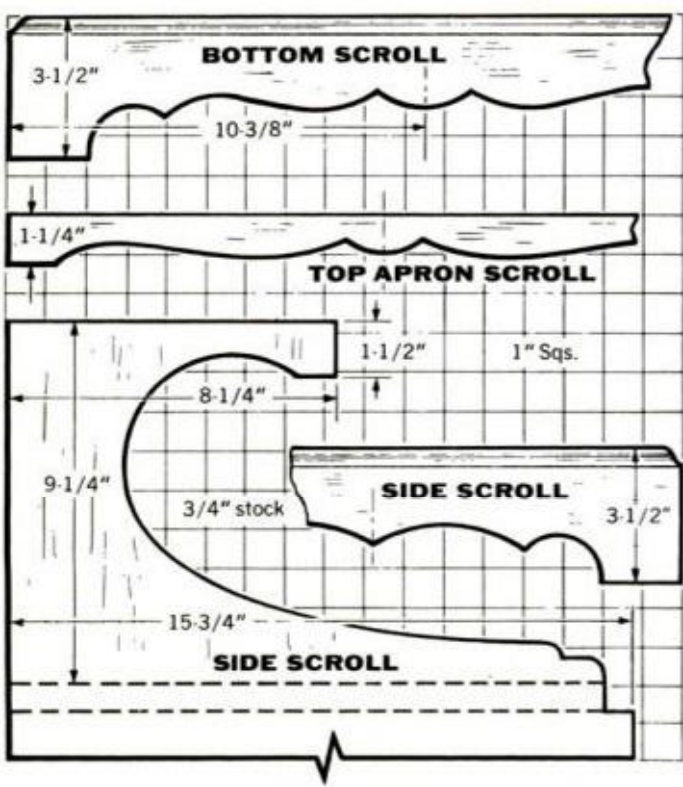 BOTTOM SCROLL
3-1/2"
10-3/8"
1-1/4"
TOP APRON SCROLL
1-1/2"
1" Sqs.
8-1/4"
9-1/4"
SIDE SCROLL
3/4" stock
3-1/2"
15-3/4"
SIDE SCROLL